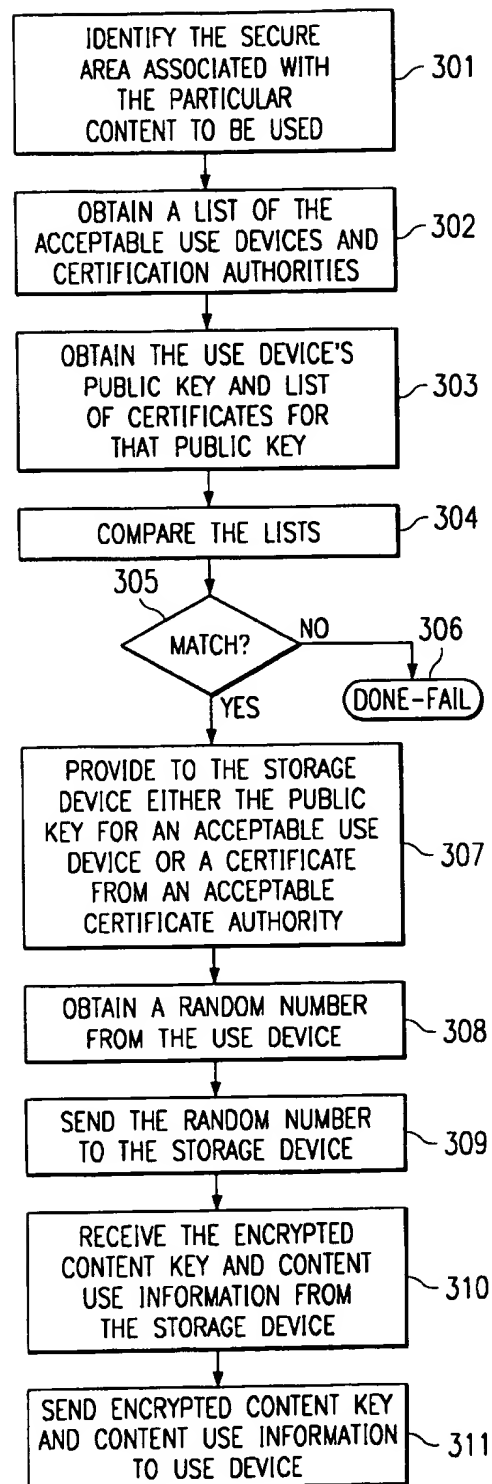 IDENTIFY THE SECURE
AREA ASSOCIATED WITH
THE PARTICULAR
CONTENT TO BE USED
301
OBTAIN A LIST OF THE
ACCEPTABLE USE DEVICES AND
CERTIFICATION AUTHORITIES
302
OBTAIN THE USE DEVICE'S
PUBLIC KEY AND LIST
OF CERTIFICATES FOR
THAT PUBLIC KEY
303
COMPARE THE LISTS
304
305
MATCH?
NO
306
DONE-FAIL
YES
PROVIDE TO THE STORAGE
DEVICE EITHER THE PUBLIC
KEY FOR AN ACCEPTABLE USE
DEVICE OR A CERTIFICATE
FROM AN ACCEPTABLE
CERTIFICATE AUTHORITY
307
OBTAIN A RANDOM NUMBER
FROM THE USE DEVICE
308
SEND THE RANDOM NUMBER
TO THE STORAGE DEVICE
309
RECEIVE THE ENCRYPTED
CONTENT KEY AND CONTENT
USE INFORMATION FROM
THE STORAGE DEVICE
310
SEND ENCRYPTED CONTENT KEY
AND CONTENT USE INFORMATION
TO USE DEVICE
311